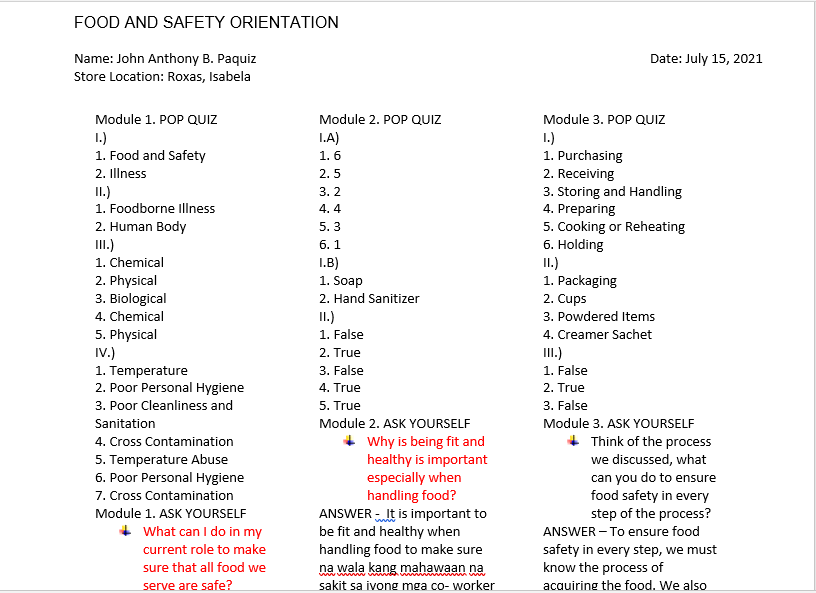 FOOD AND SAFETY ORIENTATION
Name: John Anthony B. Paquiz
Date: July 15, 2021
Store Location: Roxas, Isabela
Module 1. POP QUIZ
I.)
1. Food and Safety
2. Illness
II.)
1. Foodborne Illness
2. Human Body
III.)
1. Chemical
2. Physical
3. Biological
4. Chemical
5. Physical
IV.)
1. Temperature
2. Poor Personal Hygiene
3. Poor Cleanliness and
Sanitation
4. Cross Contamination
5. Temperature Abuse
6. Poor Personal Hygiene
7. Cross Contamination
Module 1. ASK YOURSELF
What can I do in my
current role to make
sure that all food we
serve are safe?
Module 2. POP QUIZ
I.A)
1. 6
2. 5
3. 2
4. 4
5. 3
6. 1
I.B)
1. Soap
2. Hand Sanitizer
II.)
1. False
2. True
3. False
4. True
5. True
Module 2. ASK YOURSELF
Why is being fit and
healthy is important
especially when
handling food?
ANSWER - It is important to
be fit and healthy when
handling food to make sure
na wala kang mahawaan na
sakit sa iyong mga co- worker
Module 3. POP QUIZ
I.)
1. Purchasing
2. Receiving
3. Storing and Handling
4. Preparing
5. Cooking or Reheating
6. Holding
II.)
1. Packaging
2. Cups
3. Powdered Items
4. Creamer Sachet
III.)
1. False
2. True
3. False
Module 3. ASK YOURSELF
Think of the process
we discussed, what
can you do to ensure
food safety in every
step of the process?
ANSWER – To ensure food
safety in every step, we must
know the process of
acquiring the food. We also